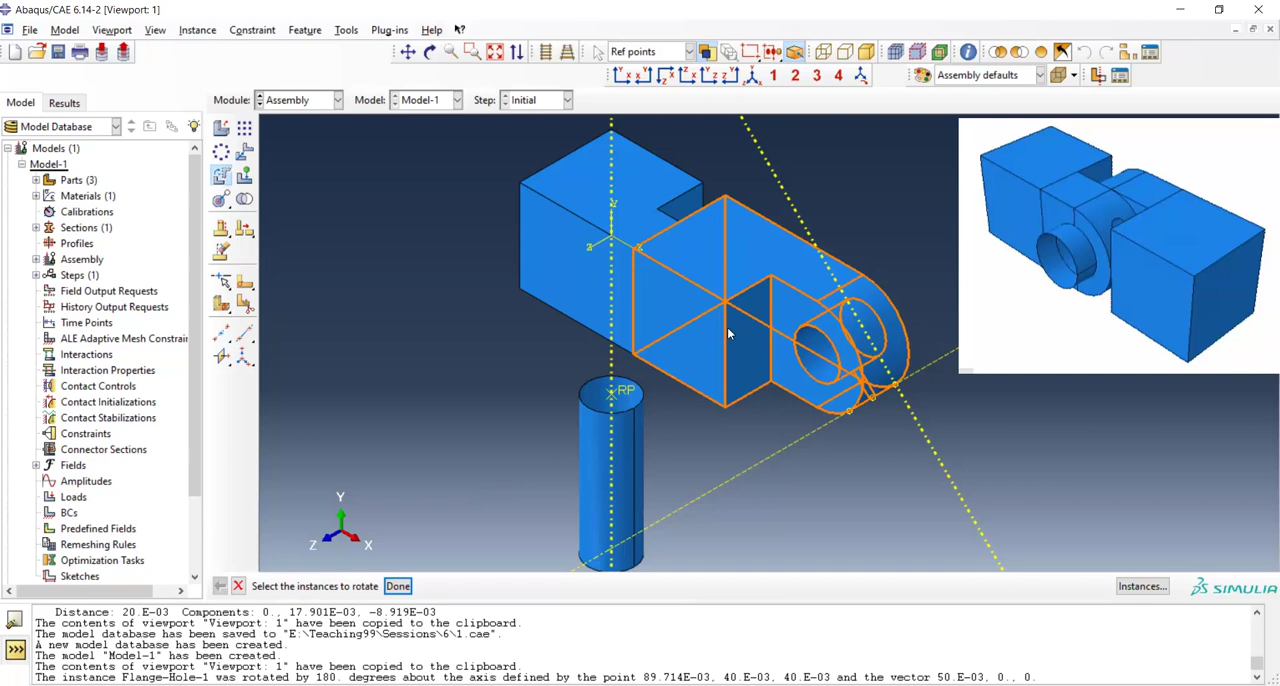 Abaqus/CAE 6.14-2 [Viewport: 1]
File Model Viewport View Instance Constraint Feature Tools Plug-ins Help
Ref points
1 2 3 4 Assembly defaults
Model Results Module: Assembly Model: Model-1 Step: Initial
Model Database
Models (1)
Model-1
Parts (3)
Materials (1)
Calibrations
Sections (1)
Profiles
Assembly
Steps (1)
Field Output Requests
History Output Requests
Time Points
ALE Adaptive Mesh Constrain
Interactions
Interaction Properties
Contact Controls
Contact Initializations
Contact Stabilizations
Constraints
Connector Sections
Fields
Amplitudes
Loads
BCs
Predefined Fields
Remeshing Rules
Optimization Tasks
Sketches
RP
Y
Z X
Select the instances to rotate Done Instances...
SIMULIA
Distance: 20.E-03 Components: 0., 17.901E-03, -8.919E-03
The contents of viewport "Viewport: 1" have been copied to the clipboard.
The model database has been saved to "E:\Teaching99\Sessions\6\1.cae".
A new model database has been created.
The model "Model-1" has been created.
The contents of viewport "Viewport: 1" have been copied to the clipboard.
The instance Flange-Hole-1 was rotated by 180. degrees about the axis defined by the point 89.714E-03, 40.E-03, 40.E-03 and the vector 50.E-03, 0., 0.